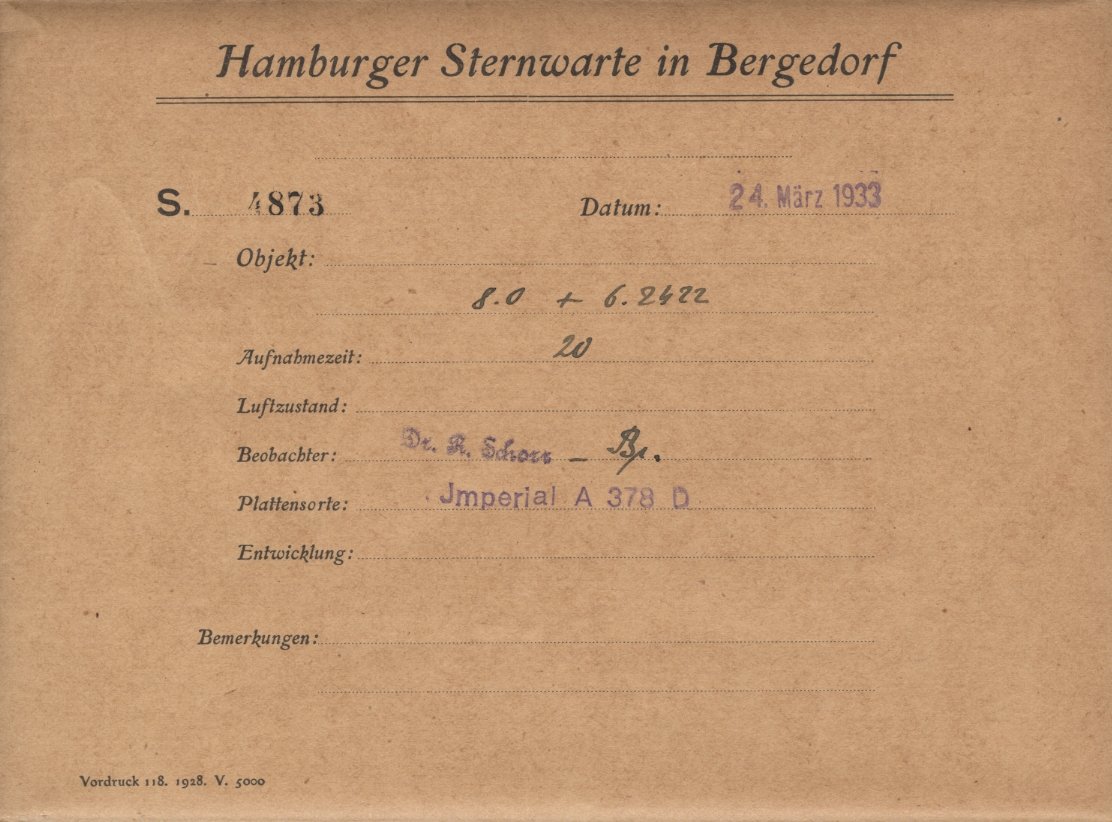 Hamburger Sternwarte in Bergedorf
S. 4873 Datum: 24. März 1933
Objekt:
8.0 + 6.2422
Aufnahmezeit: 20
Luftzustand:
Beobachter: Dr. R. Schorr –
Plattensorte: Jmperial A 378 D
Entwicklung:
Bemerkungen:
Vordruck 118. 1928. V. 5000